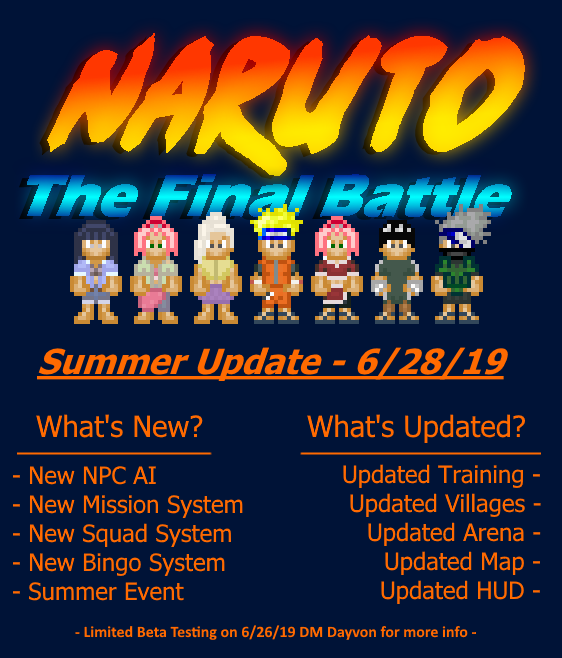 NARUTO
The Final Battle
Summer Update - 6/28/19
What's New?
- New NPC AI
- New Mission System
- New Squad System
- New Bingo System
- Summer Event
What's Updated?
Updated Training -
Updated Villages -
Updated Arena -
Updated Map -
Updated HUD -
- Limited Beta Testing on 6/26/19 DM Dayvon for more info -